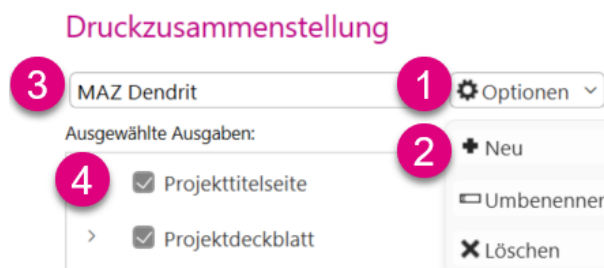 Druckzusammenstellung
3 MAZ Dendrit 1 Optionen
Ausgewählte Ausgaben: 2 Neu
4 Projekttitelseite
Umbenennen
Projektdeckblatt
Löschen